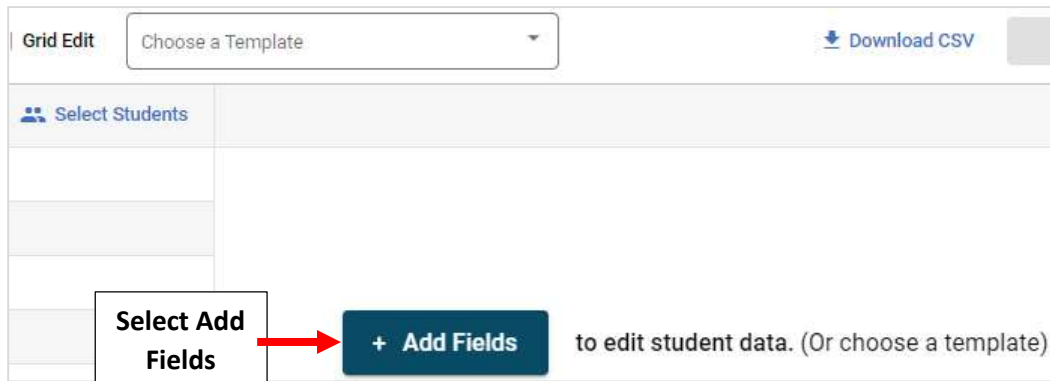 Grid Edit
Choose a Template
Download CSV
Select Students
Select Add
Fields
+ Add Fields
to edit student data. (Or choose a template)